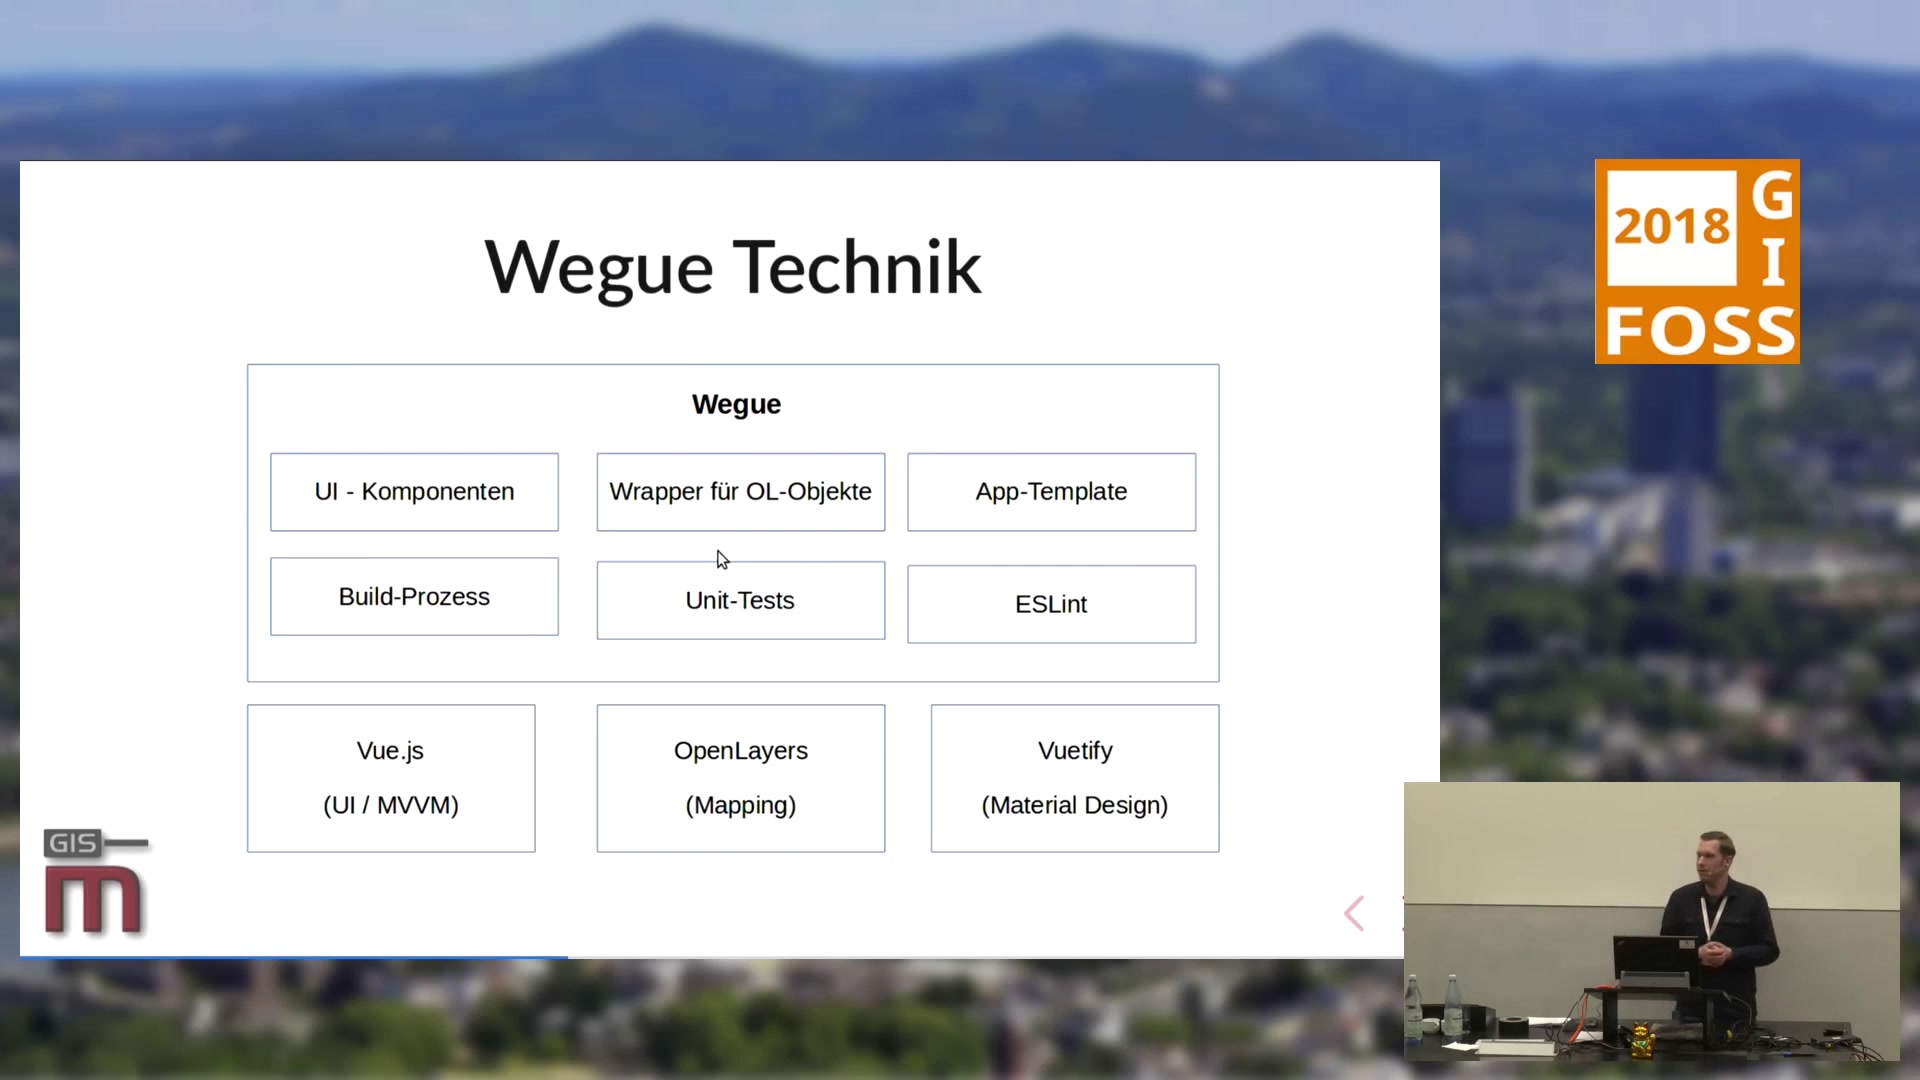 Wegue Technik
Wegue
UI - Komponenten
Wrapper für OL-Objekte
App-Template
Build-Prozess
Unit-Tests
ESLint
Vue.js
(UI / MVVM)
OpenLayers
(Mapping)
Vuetify
(Material Design)
GIS
m
2018
G
I
FOSS